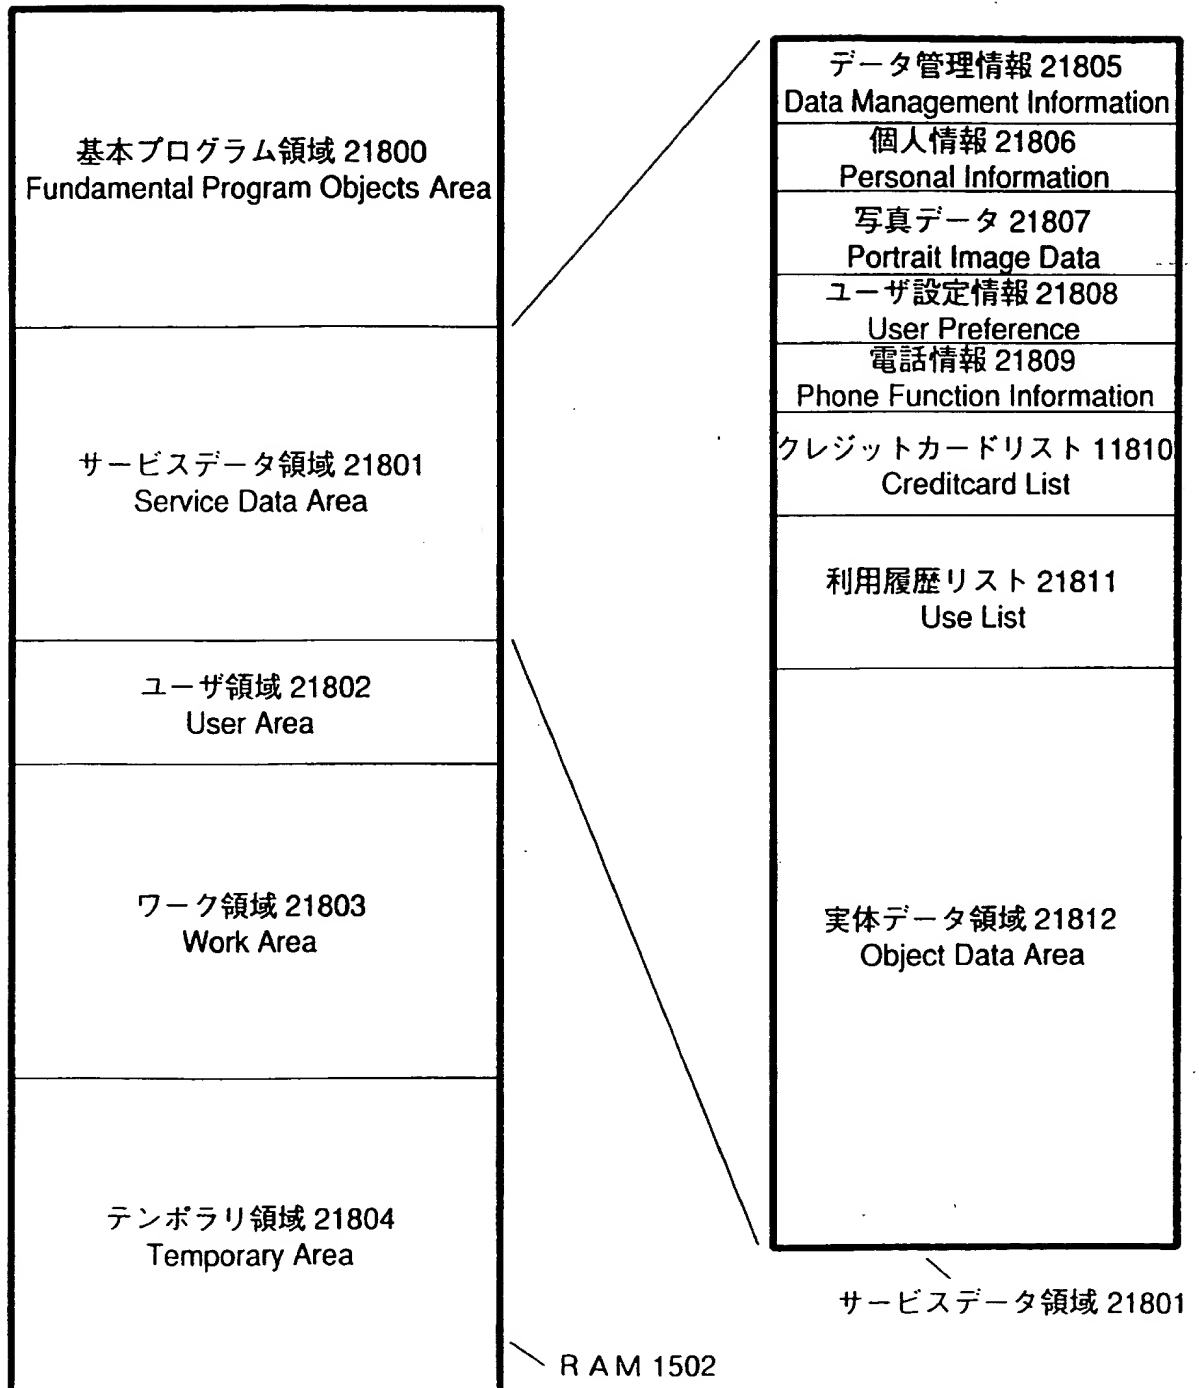 基本プログラム領域 21800
Fundamental Program Objects Area
サービスデータ領域 21801
Service Data Area
ユーザ領域 21802
User Area
ワーク領域 21803
Work Area
テンポラリ領域 21804
Temporary Area
RAM 1502
データ管理情報 21805
Data Management Information
個人情報 21806
Personal Information
写真データ 21807
Portrait Image Data
ユーザ設定情報 21808
User Preference
電話情報 21809
Phone Function Information
クレジットカードリスト 11810
Creditcard List
利用履歴リスト 21811
Use List
実体データ領域 21812
Object Data Area
サービスデータ領域 21801